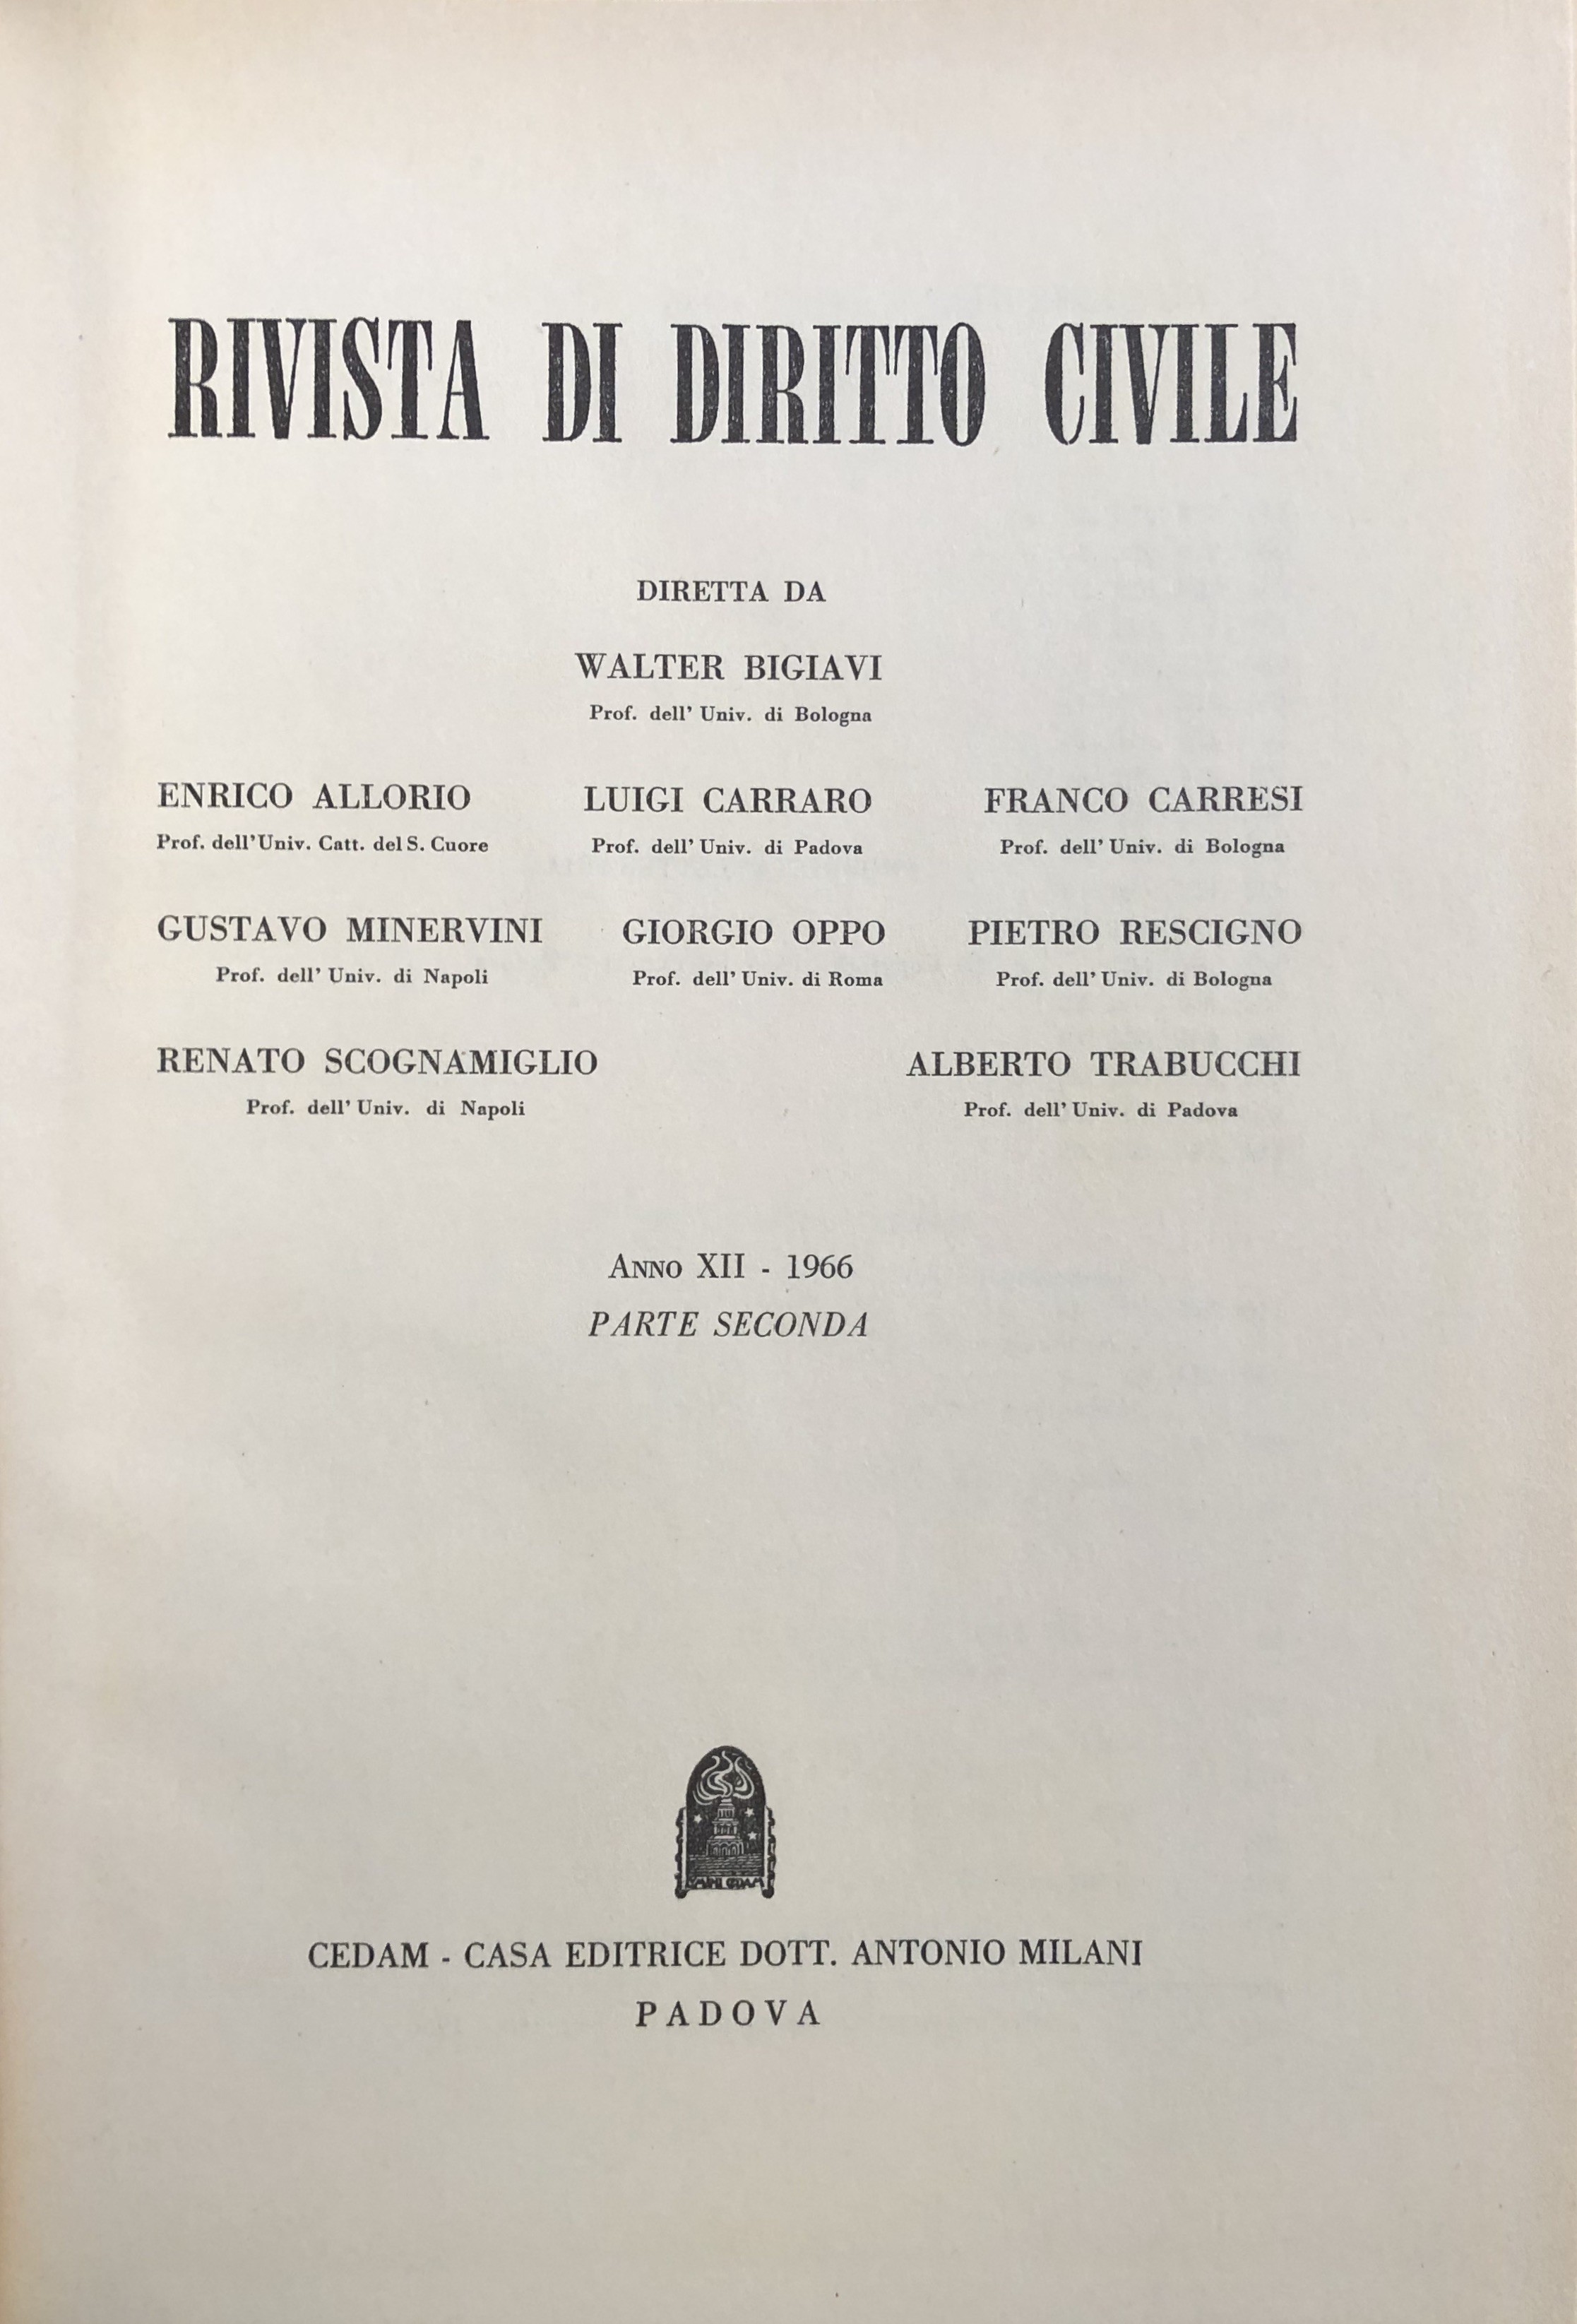 RIVISTA DI DIRITTO CIVILE
DIRETTA DA
WALTER BIGIAVI
Prof. dell' Univ. di Bologna
ENRICO ALLORIO LUIGI CARRARO FRANCO CARRESI
Prof. dell'Univ. Catt. del S. Cuore Prof. dell' Univ. di Padova Prof. dell' Univ. di Bologna
GUSTAVO MINERVINI GIORGIO OPPO PIETRO RESCIGNO
Prof. dell' Univ. di Napoli Prof. dell' Univ. di Roma Prof. dell' Univ. di Bologna
RENATO SCOGNAMIGLIO ALBERTO TRABUCCHI
Prof. dell' Univ. di Napoli Prof. dell' Univ. di Padova
ANNO XII - 1966
PARTE SECONDA
CEDAM - CASA EDITRICE DOTT. ANTONIO MILANI
PADOVA